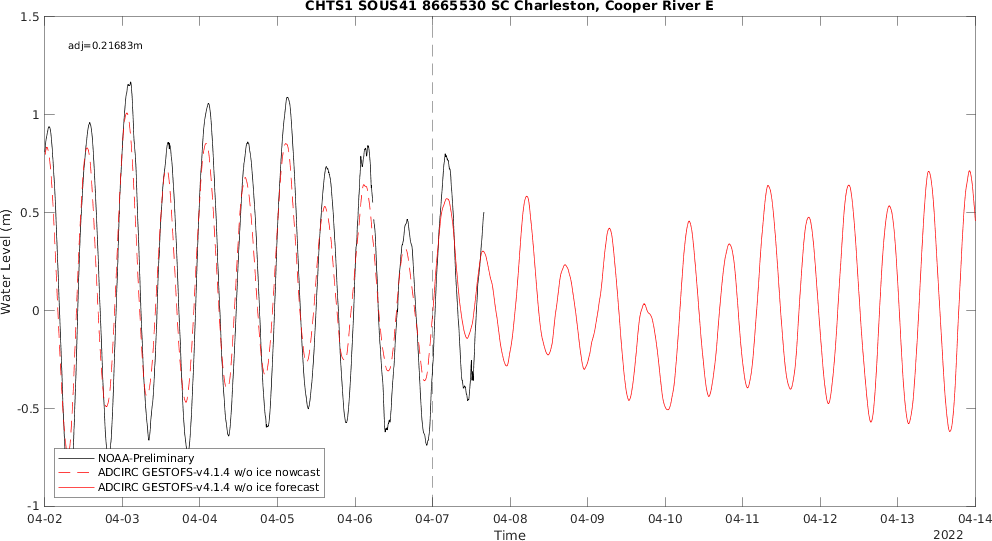 CHTS1 SOUS41 8665530 SC Charleston, Cooper River E
adj=0.21683m
1.5
1
0.5
0
-0.5
-1
Water Level (m)
NOAA-Preliminary
ADCIRC GESTOFS-v4.1.4 w/o ice nowcast
ADCIRC GESTOFS-v4.1.4 w/o ice forecast
04-02 04-03 04-04 04-05 04-06 04-07 04-08 04-09 04-10 04-11 04-12 04-13 04-14
Time
2022